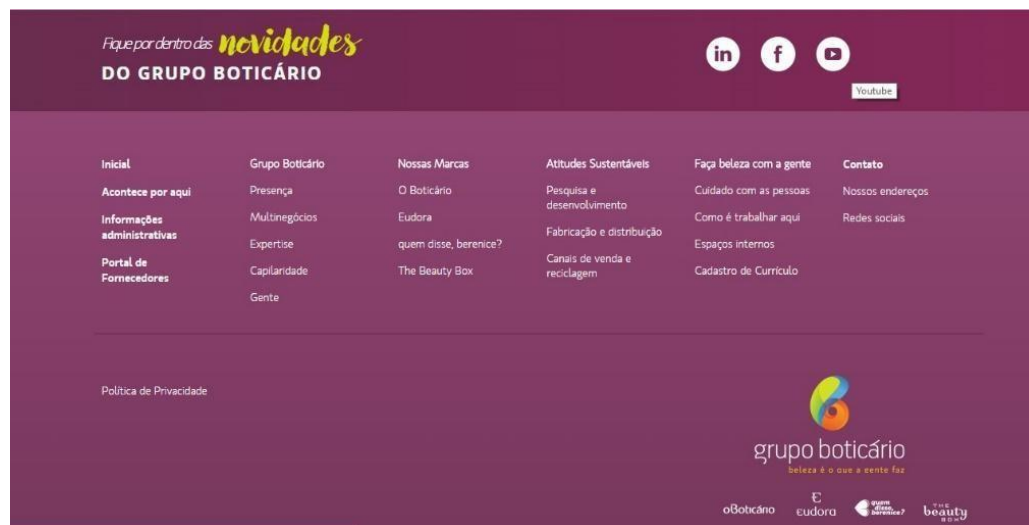 Fique por dentro das novidades
DO GRUPO BOTICÁRIO
in f
Youtube
Inicial
Acontece por aqui
Informações
administrativas
Portal de
Fornecedores
Grupo Boticário
Presença
Multinegócios
Expertise
Capilaridade
Gente
Nossas Marcas
O Boticário
Eudora
quem disse, berenice?
The Beauty Box
Atitudes Sustentáveis
Pesquisa e
desenvolvimento
Fabricação e distribuição
Canais de venda e
reciclagem
Faça beleza com a gente
Cuidado com as pessoas
Como é trabalhar aqui
Espaços internos
Cadastro de Currículo
Contato
Nossos endereços
Redes sociais
Política de Privacidade
grupo boticário
beleza é o que a gente faz
oBoticário
E
eudora
quem
disse,
berenice?
THE
beauty
BOX